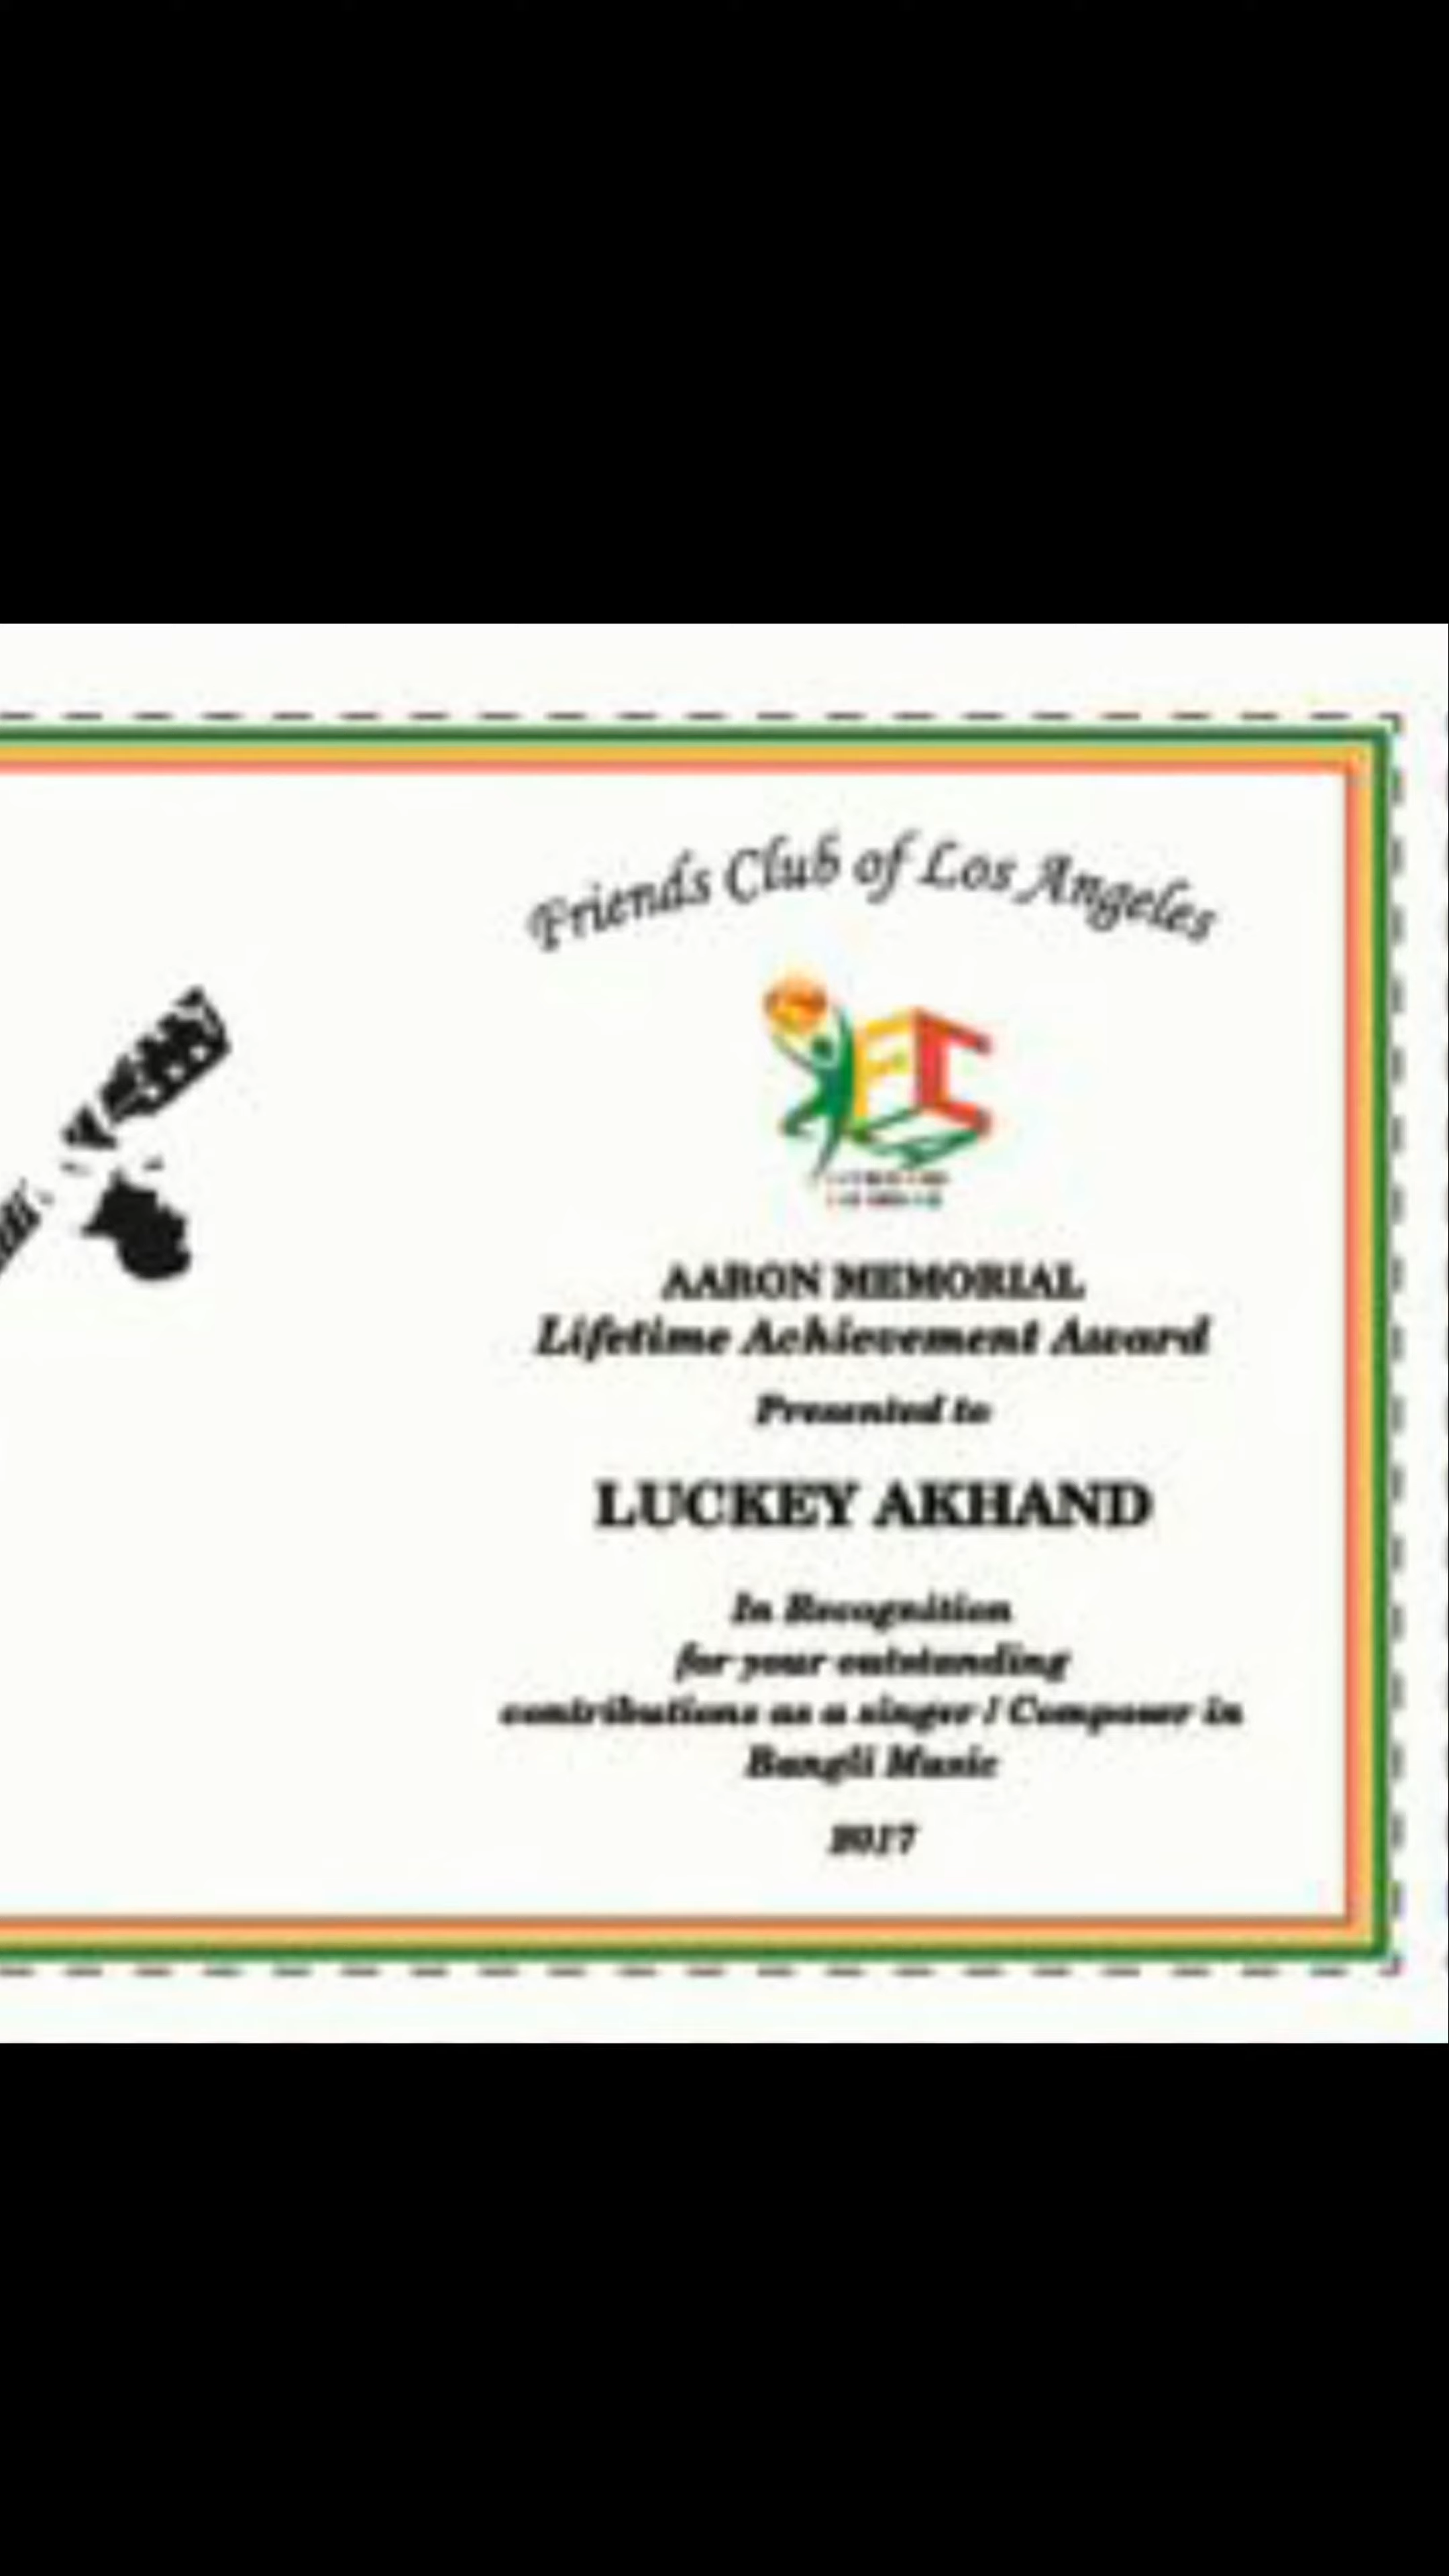 Friends Club of Los Angeles
FC
AARON MEMORIAL
Lifetime Achievement Award
Presented to
LUCKEY AKHAND
In Recognition
for your outstanding
contributions as a singer / Composer in
Bangli Music
2017